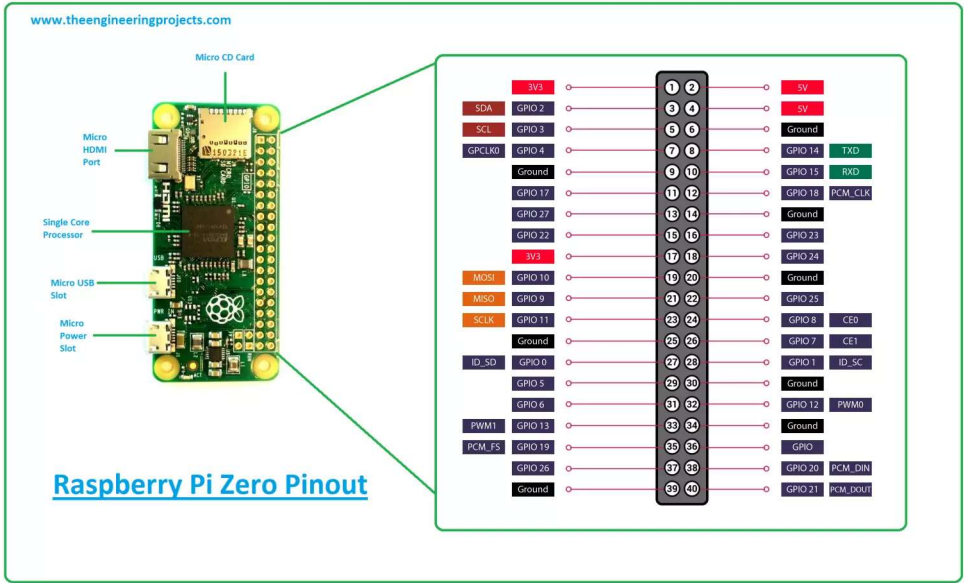 www.theengineeringprojects.com
Micro CD Card
Micro
HDMI
Port
Single Core
Processor
Micro USB
Slot
Micro
Power
Slot
Raspberry Pi Zero Pinout
3V3 1 2 5V
SDA GPIO 2 3 4 5V
SCL GPIO 3 5 6 Ground
GPCLK0 GPIO 4 7 8 GPIO 14 TXD
Ground 9 10 GPIO 15 RXD
GPIO 17 11 12 GPIO 18 PCM_CLK
GPIO 27 13 14 Ground
GPIO 22 15 16 GPIO 23
3V3 17 18 GPIO 24
MOSI GPIO 10 19 20 Ground
MISO GPIO 9 21 22 GPIO 25
SCLK GPIO 11 23 24 GPIO 8 CE0
Ground 25 26 GPIO 7 CE1
ID_SD GPIO 0 27 28 GPIO 1 ID_SC
GPIO 5 29 30 Ground
GPIO 6 31 32 GPIO 12 PWM0
PWM1 GPIO 13 33 34 Ground
PCM_FS GPIO 19 35 36 GPIO
GPIO 26 37 38 GPIO 20 PCM_DIN
Ground 39 40 GPIO 21 PCM_DOUT
HDMI
GPIO
USB
PWR
ACT